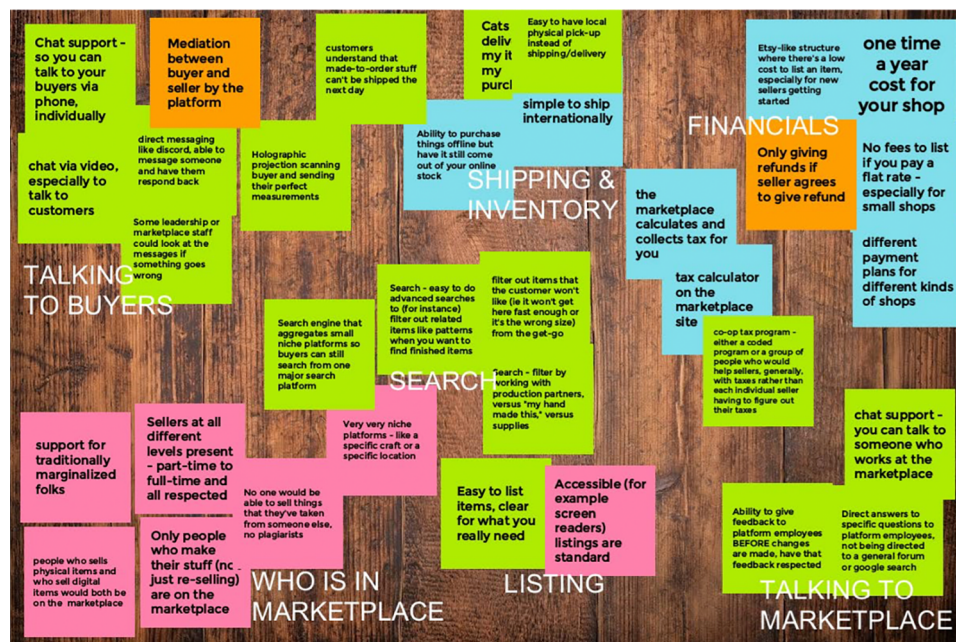 Chat support -
so you can
talk to your
buyers via
phone,
individually
Mediation
between
buyer and
seller by the
platform
customers
understand that
made-to-order stuff
can't be shipped the
next day
Cats
deliv
my it
my
purcl
Easy to have local
physical pick-up
instead of
shipping/delivery
Etsy-like structure
where there's a low
cost to list an item,
especially for new
sellers getting
started
one time
a year
cost for
your shop
chat via video,
especially to
talk to
customers
direct messaging
like discord, able to
message someone
and have them
respond back
Some leadership or
marketplace staff
could look at the
messages if
something goes
wrong
TALKING
TO BUYERS
Holographic
projection scanning
buyer and sending
their perfect
measurements
Ability to purchase
things offline but
have it still come
out of your online
stock
simple to ship
internationally
SHIPPING &
INVENTORY
FINANCIALS
Only giving
refunds if
seller agrees
to give refund
No fees to list
if you pay a
flat rate -
especially for
small shops
the
marketplace
calculates and
collects tax for
you
tax calculator
on the
marketplace
site
different
payment
plans for
different kinds
of shops
co-op tax program -
either a coded
program or a group of
people who would
help sellers, generally,
with taxes rather than
each individual seller
having to figure out
their taxes
Search engine that
aggregates small
niche platforms so
buyers can still
search from one
major search
platform
Search - easy to do
advanced searches
to (for instance)
filter out related
items like patterns
when you want to
find finished items
filter out items that
the customer won't
like (ie it won't get
here fast enough or
it's the wrong size)
from the get-go
SEARCH
Search - filter by
working with
production partners,
versus "my hand
made this," versus
supplies
support for
traditionally
marginalized
folks
Sellers at all
different
levels present
- part-time to
full-time and
all respected
Very very niche
platforms - like a
specific craft or a
specific location
No one would be
able to sell things
that they've taken
from someone else,
no plagiarists
people who sells
physical items and
who sell digital
items would both be
on the marketplace
Only people
who make
their stuff (no
just re-selling)
are on the
marketplace
WHO IS IN
MARKETPLACE
Easy to list
items, clear
for what you
really need
Accessible (for
example
screen
readers)
listings are
standard
LISTING
chat support -
you can talk to
someone who
works at the
marketplace
Ability to give
feedback to
platform employees
BEFORE changes
are made, have that
feedback respected
Direct answers to
specific questions to
platform employees,
not being directed
to a general forum
or google search
TALKING TO
MARKETPLACE